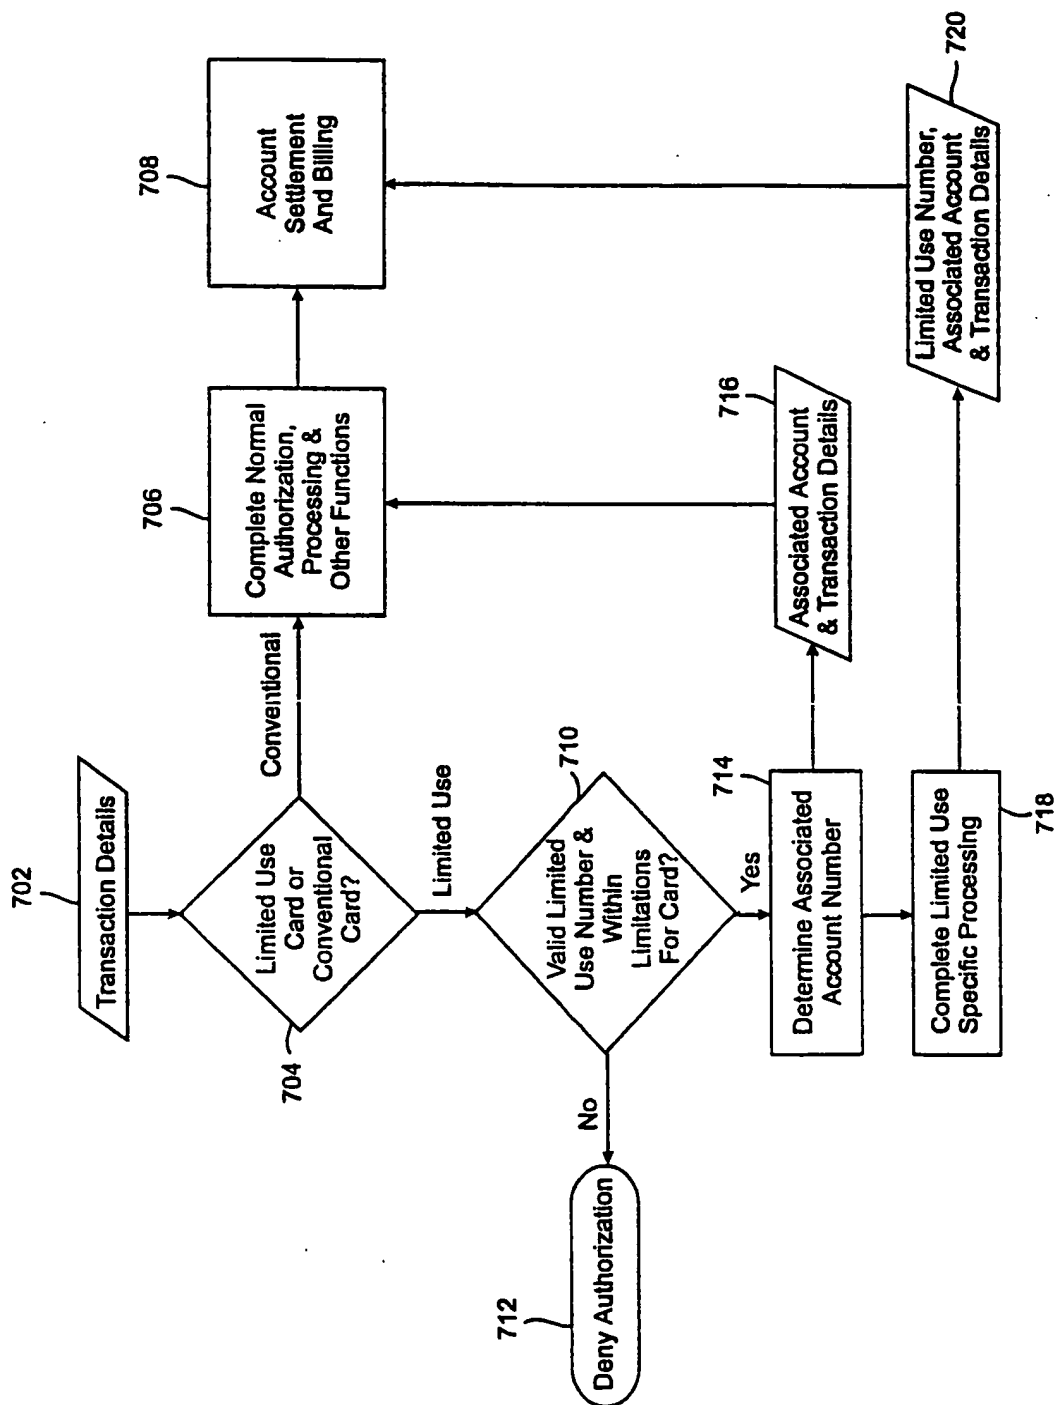 702
Transaction Details
704
Limited Use
Card or
Conventional
Card?
Conventional
706
Complete Normal
Authorization,
Processing &
Other Functions
708
Account
Settlement
And Billing
Limited Use
710
Valid Limited
Use Number &
Within
Limitations
For Card?
No
712
Deny Authorization
Yes
714
Determine Associated
Account Number
716
Associated Account
& Transaction Details
718
Complete Limited Use
Specific Processing
720
Limited Use Number,
Associated Account
& Transaction Details